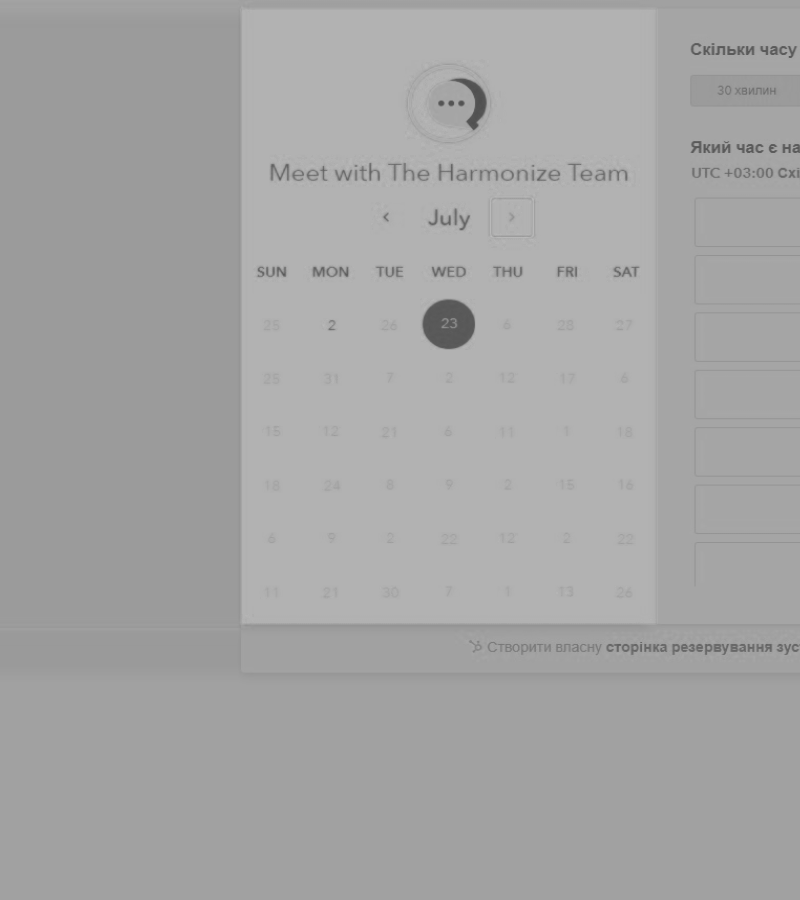 Meet with The Harmonize Team
July
SUN MON TUE WED THU FRI SAT
25 2 26 23 6 28 27
25 31 7 2 12 17 6
15 12 21 6 11 1 18
18 24 8 9 2 15 16
6 9 2 22 12 2 22
11 21 30 7 1 13 26
Скільки часу
30 хвилин
Який час є на
UTC +03:00 Схі
Створити власну сторінка резервування зус